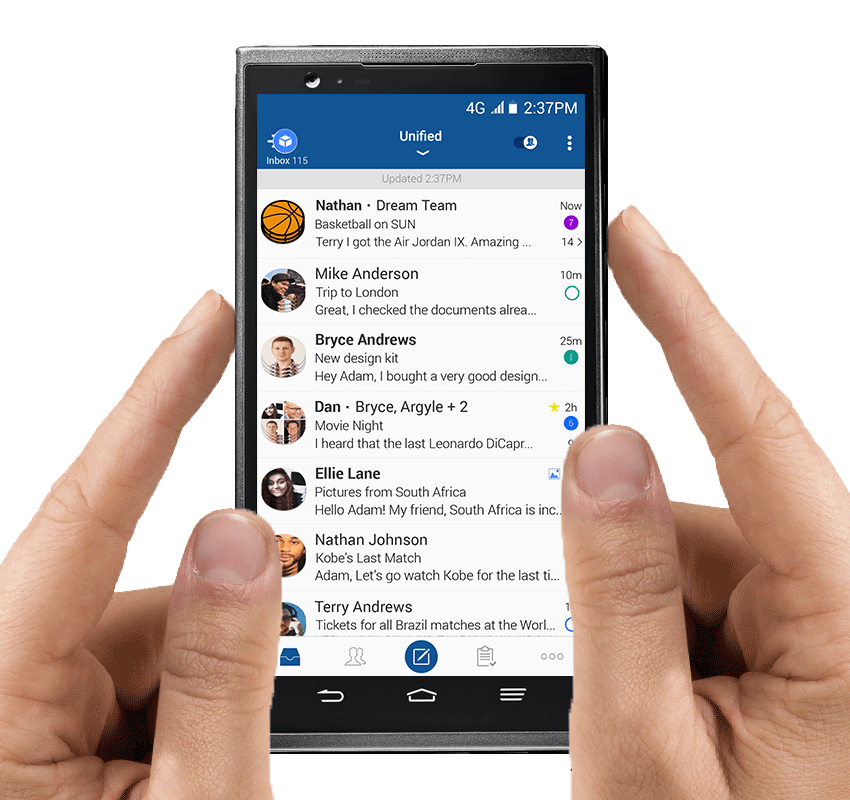 4G 2:37PM
Unified
Inbox 115
Updated 2:37PM
Nathan · Dream Team Now
Basketball on SUN 7
Terry I got the Air Jordan IX. Amazing ... 14 >
Mike Anderson 10m
Trip to London
Great, I checked the documents alrea...
Bryce Andrews 25m
New design kit
Hey Adam, I bought a very good design...
Dan · Bryce, Argyle + 2 2h
Movie Night 6
I heard that the last Leonardo DiCapr...
Ellie Lane
Pictures from South Africa
Hello Adam! My friend, South Africa is inc..
Nathan Johnson
Kobe's Last Match
Adam, Let's go watch Kobe for the last ti...
Terry Andrews
Tickets for all Brazil matches at the Worl...